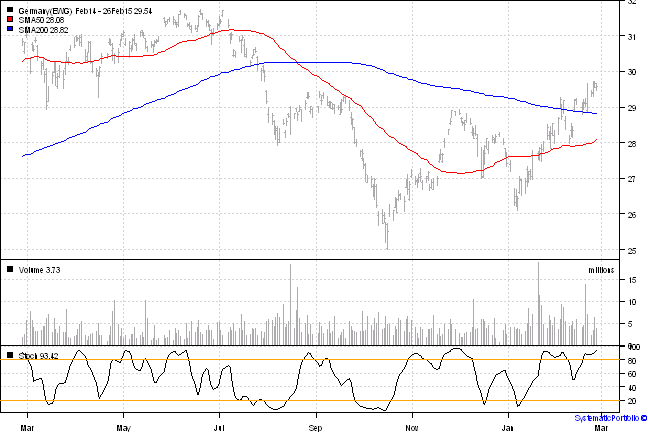 Germany(EWG) Feb14 - 26Feb15 29.54
SMA50 28.08
SMA200 28.82
32
31
30
29
28
27
26
25
Volume 3.73
millions
15
10
5
0
100
Stoch 93.42
80
60
40
20
Mar
May
Jul
Sep
Nov
Jan
Mar
SystematicPortfolio ©